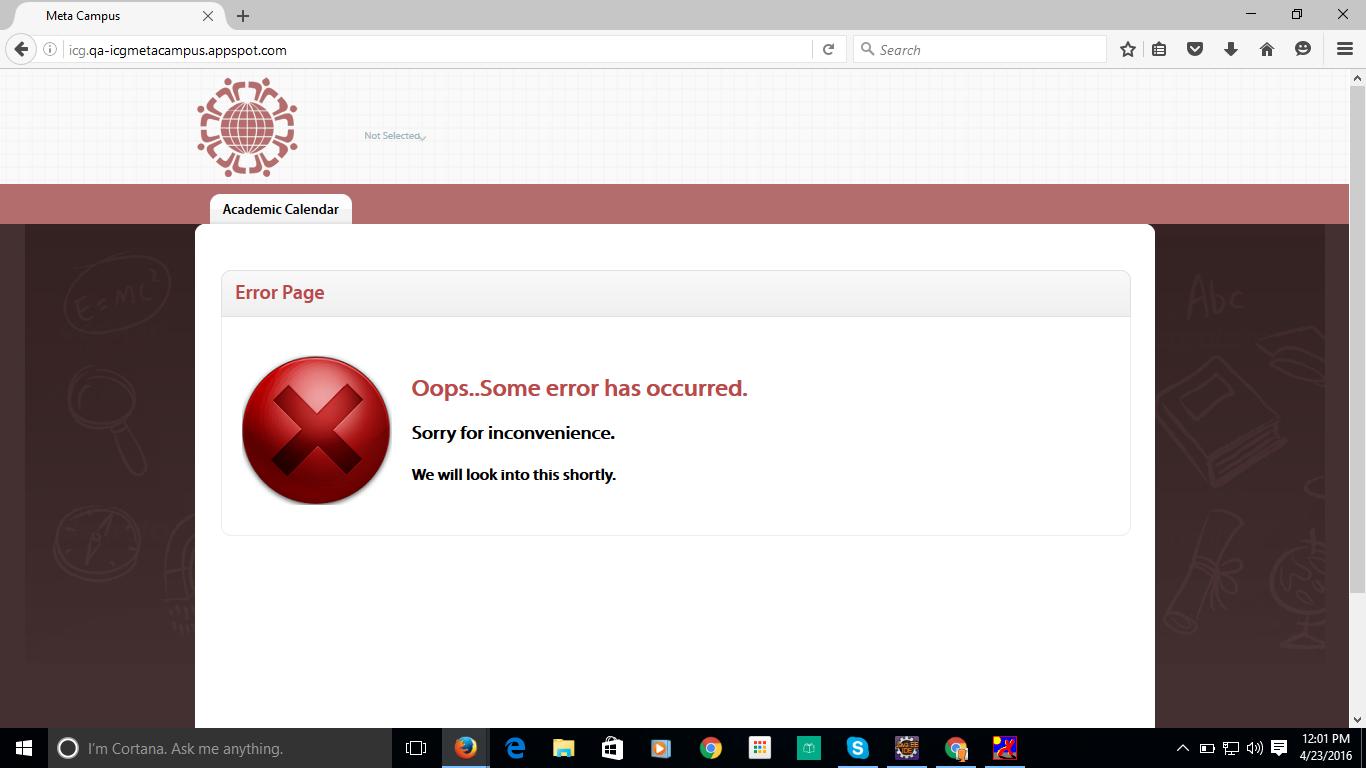 Meta Campus
icg.qa-icgmetacampus.appspot.com
Search
Not Selected
Academic Calendar
E=MC²
Abc
Error Page
Oops..Some error has occurred.
Sorry for inconvenience.
We will look into this shortly.
I'm Cortana. Ask me anything.
12:01 PM
4/23/2016